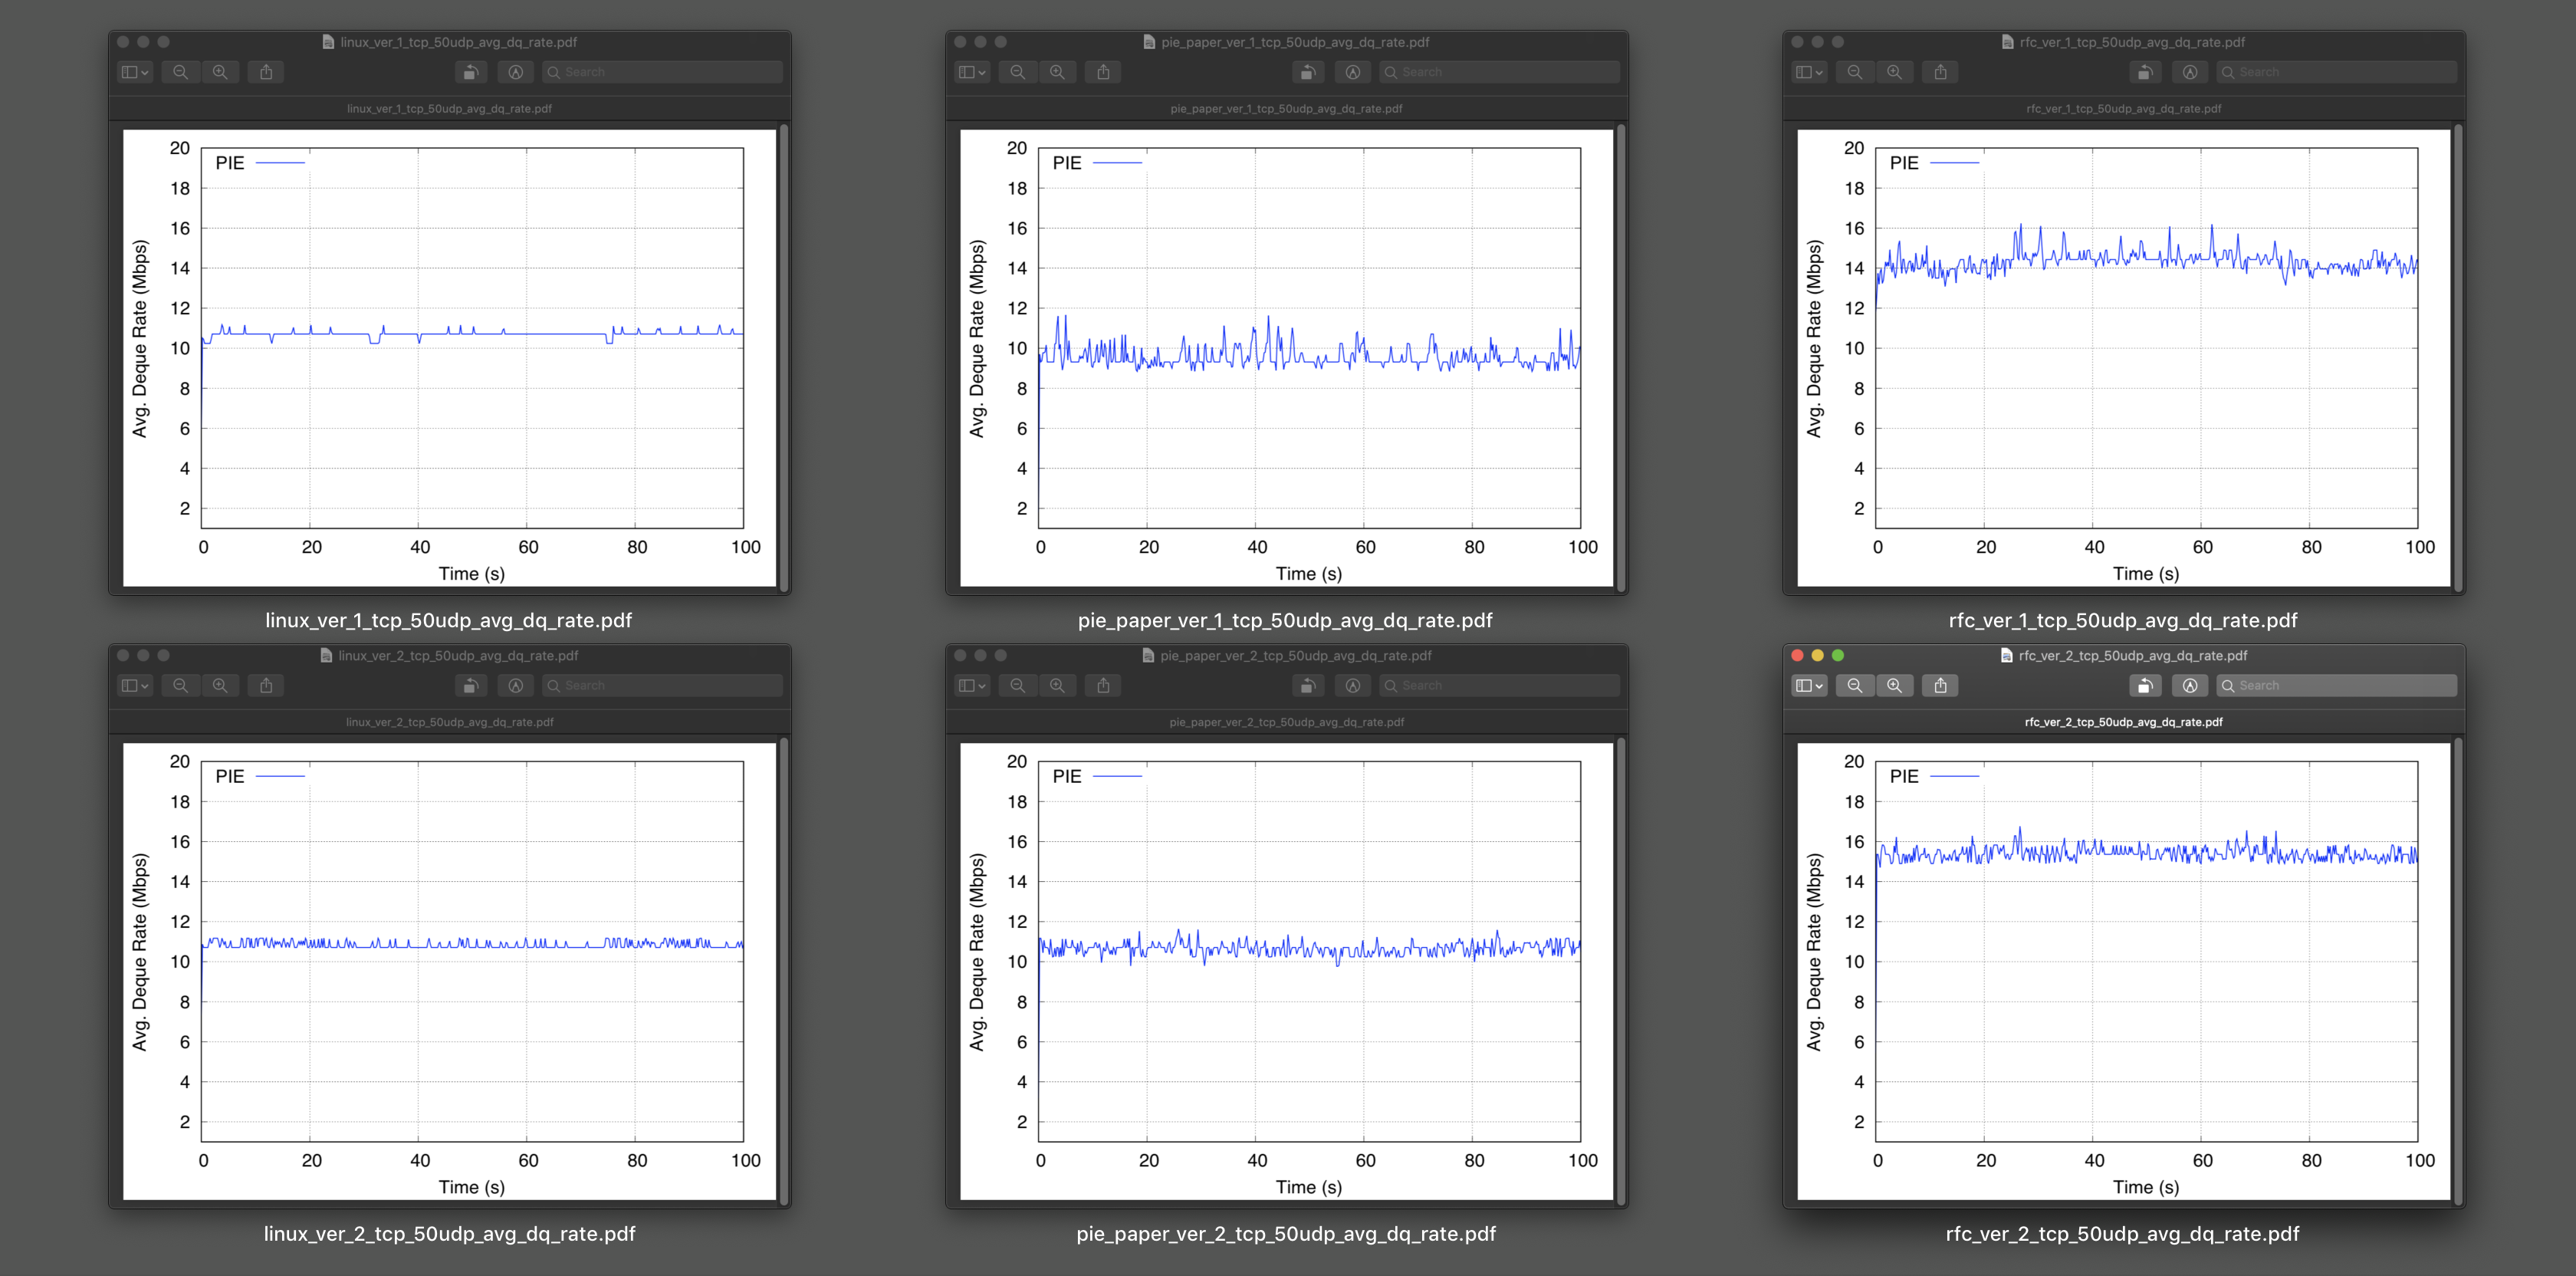 linux_ver_1_tcp_50udp_avg_dq_rate.pdf
Search
linux_ver_1_tcp_50udp_avg_dq_rate.pdf
PIE
20
18
16
14
12
10
8
6
4
2
Avg. Deque Rate (Mbps)
0 20 40 60 80 100
Time (s)
linux_ver_1_tcp_50udp_avg_dq_rate.pdf
pie_paper_ver_1_tcp_50udp_avg_dq_rate.pdf
Search
pie_paper_ver_1_tcp_50udp_avg_dq_rate.pdf
PIE
20
18
16
14
12
10
8
6
4
2
Avg. Deque Rate (Mbps)
0 20 40 60 80 100
Time (s)
pie_paper_ver_1_tcp_50udp_avg_dq_rate.pdf
rfc_ver_1_tcp_50udp_avg_dq_rate.pdf
Search
rfc_ver_1_tcp_50udp_avg_dq_rate.pdf
PIE
20
18
16
14
12
10
8
6
4
2
Avg. Deque Rate (Mbps)
0 20 40 60 80 100
Time (s)
rfc_ver_1_tcp_50udp_avg_dq_rate.pdf
linux_ver_2_tcp_50udp_avg_dq_rate.pdf
Search
linux_ver_2_tcp_50udp_avg_dq_rate.pdf
PIE
20
18
16
14
12
10
8
6
4
2
Avg. Deque Rate (Mbps)
0 20 40 60 80 100
Time (s)
linux_ver_2_tcp_50udp_avg_dq_rate.pdf
pie_paper_ver_2_tcp_50udp_avg_dq_rate.pdf
Search
pie_paper_ver_2_tcp_50udp_avg_dq_rate.pdf
PIE
20
18
16
14
12
10
8
6
4
2
Avg. Deque Rate (Mbps)
0 20 40 60 80 100
Time (s)
pie_paper_ver_2_tcp_50udp_avg_dq_rate.pdf
rfc_ver_2_tcp_50udp_avg_dq_rate.pdf
Search
rfc_ver_2_tcp_50udp_avg_dq_rate.pdf
PIE
20
18
16
14
12
10
8
6
4
2
Avg. Deque Rate (Mbps)
0 20 40 60 80 100
Time (s)
rfc_ver_2_tcp_50udp_avg_dq_rate.pdf